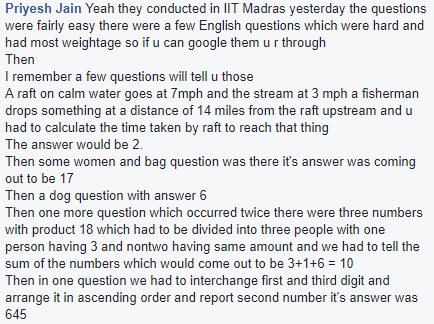 Priyesh Jain Yeah they conducted in IIT Madras yesterday the questions
were fairly easy there were a few English questions which were hard and
had most weightage so if u can google them u r through
Then
I remember a few questions will tell u those
A raft on calm water goes at 7mph and the stream at 3 mph a fisherman
drops something at a distance of 14 miles from the raft upstream and u
had to calculate the time taken by raft to reach that thing
The answer would be 2.
Then some women and bag question was there it's answer was coming
out to be 17
Then a dog question with answer 6
Then one more question which occurred twice there were three numbers
with product 18 which had to be divided into three people with one
person having 3 and nontwo having same amount and we had to tell the
sum of the numbers which would come out to be 3+1+6 = 10
Then in one question we had to interchange first and third digit and
arrange it in ascending order and report second number it's answer was
645